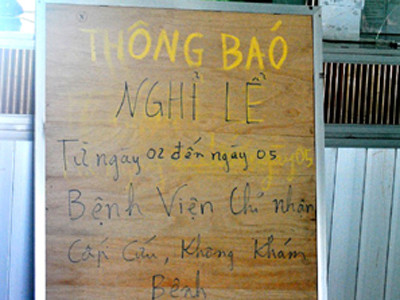 THÔNG BÁO
NGHỈ LỄ
Từ ngày 02 đến ngày 05
Bệnh Viện Chỉ nhận
Cấp Cứu, Không Khám
Bệnh